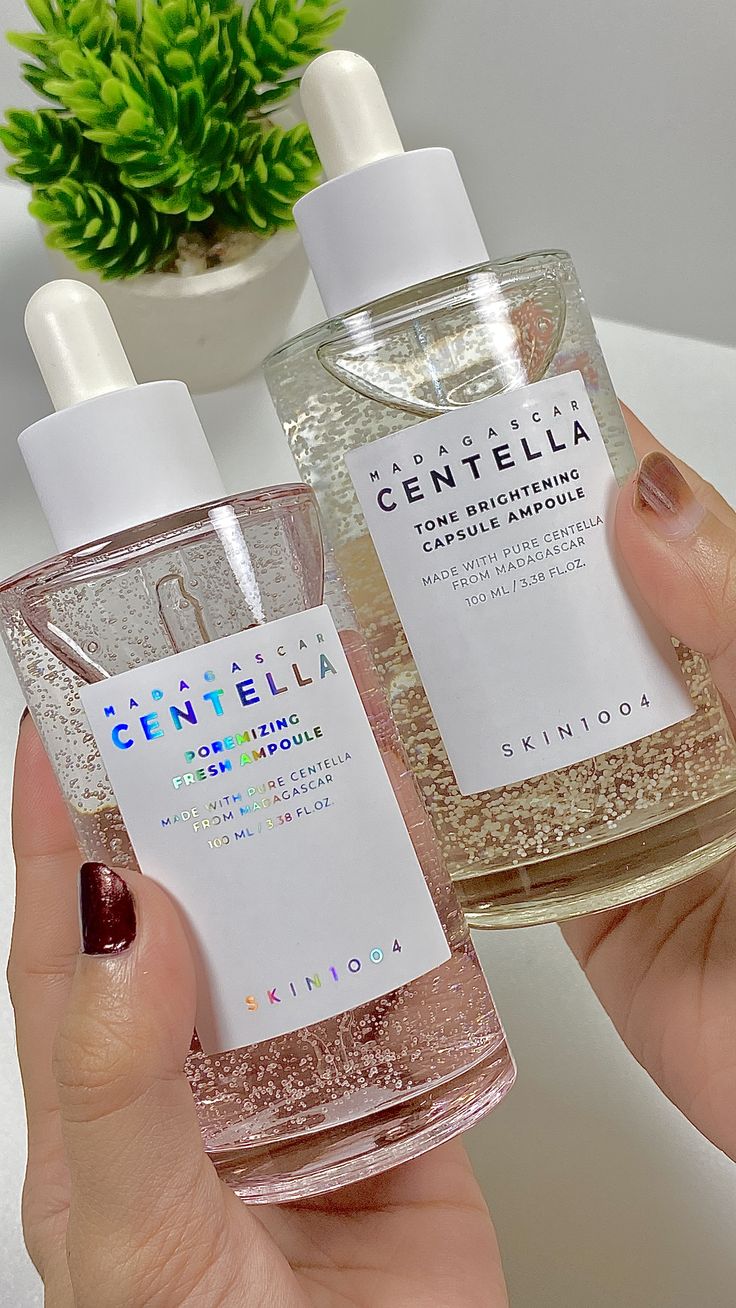 MADAGASCAR
CENTELLA
TONE BRIGHTENING
CAPSULE AMPOULE
MADE WITH PURE CENTELLA
FROM MADAGASCAR
100 ML / 3.38 FL.OZ.
SKIN1004
MADAGASCAR
CENTELLA
POREMIZING
FRESH AMPOULE
MADE WITH PURE CENTELLA
FROM MADAGASCAR
100 ML / 3.38 FL.OZ.
SKIN1004